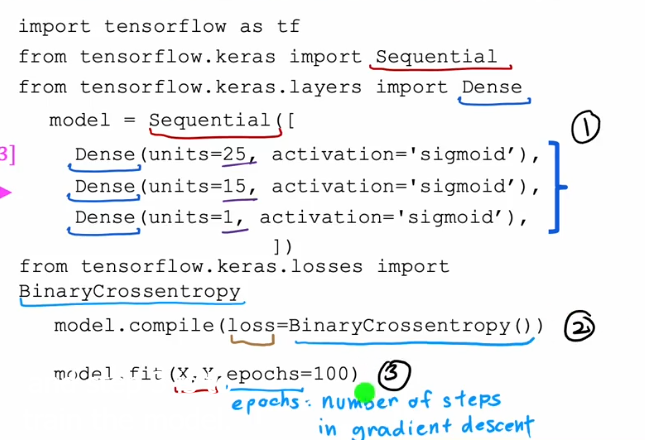 import tensorflow as tf
from tensorflow.keras import Sequential
from tensorflow.keras.layers import Dense
model = Sequential([
①
3]
Dense(units=25, activation='sigmoid'),
Dense(units=15, activation='sigmoid'),
Dense(units=1, activation='sigmoid'),
])
from tensorflow.keras.losses import
BinaryCrossentropy
model.compile(loss=BinaryCrossentropy()) ②
model.fit(X,Y,epochs=100) ③
epochs: number of steps
in gradient descent